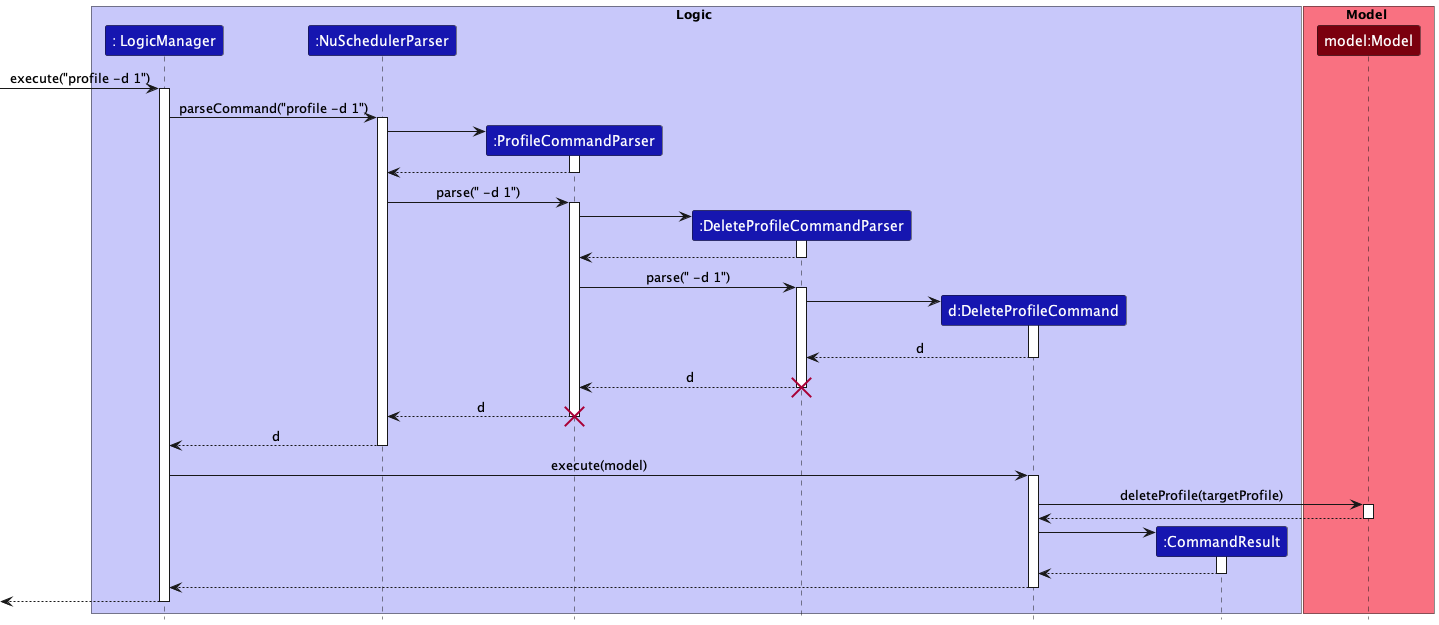 Logic
Model
: LogicManager
:NuSchedulerParser
model:Model
execute("profile -d 1")
parseCommand("profile -d 1")
:ProfileCommandParser
parse(" -d 1")
:DeleteProfileCommandParser
parse(" -d 1")
d:DeleteProfileCommand
d
d
d
d
execute(model)
deleteProfile(targetProfile)
:CommandResult